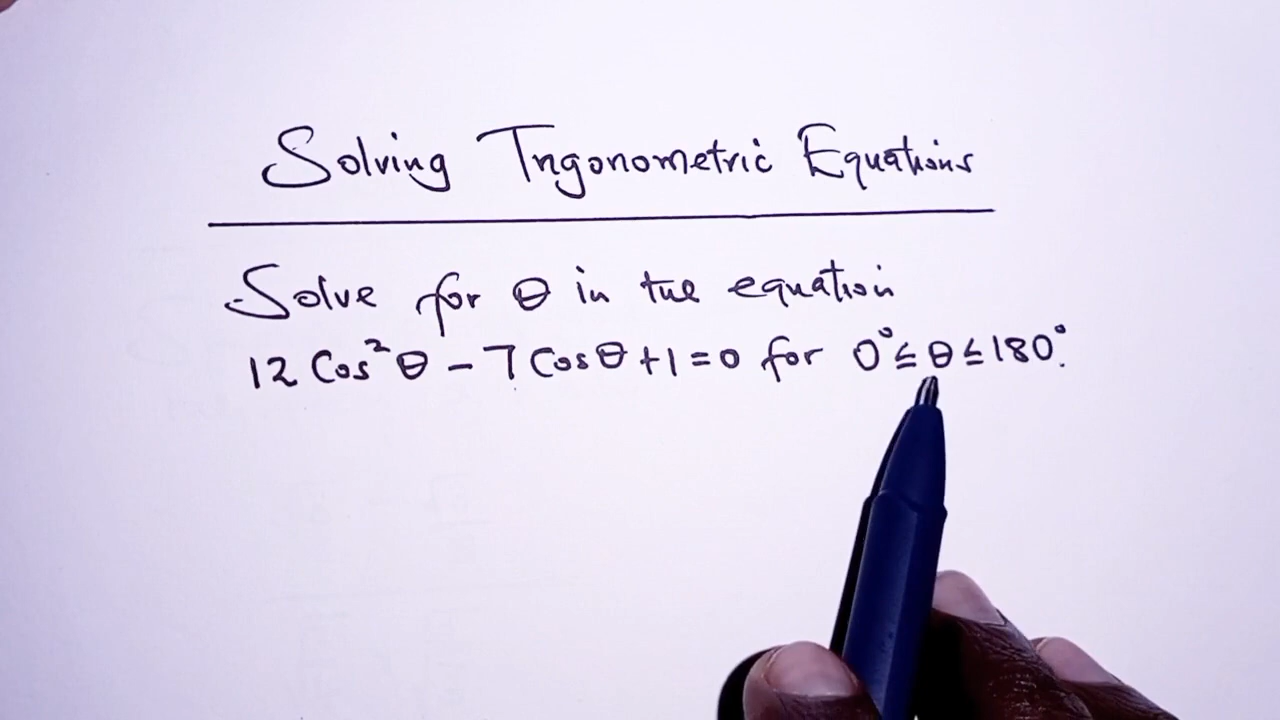 Solving Trigonometric Equations
Solve for θ in the equation
12 Cos²θ - 7 Cosθ + 1 = 0 for 0° ≤ θ ≤ 180°.